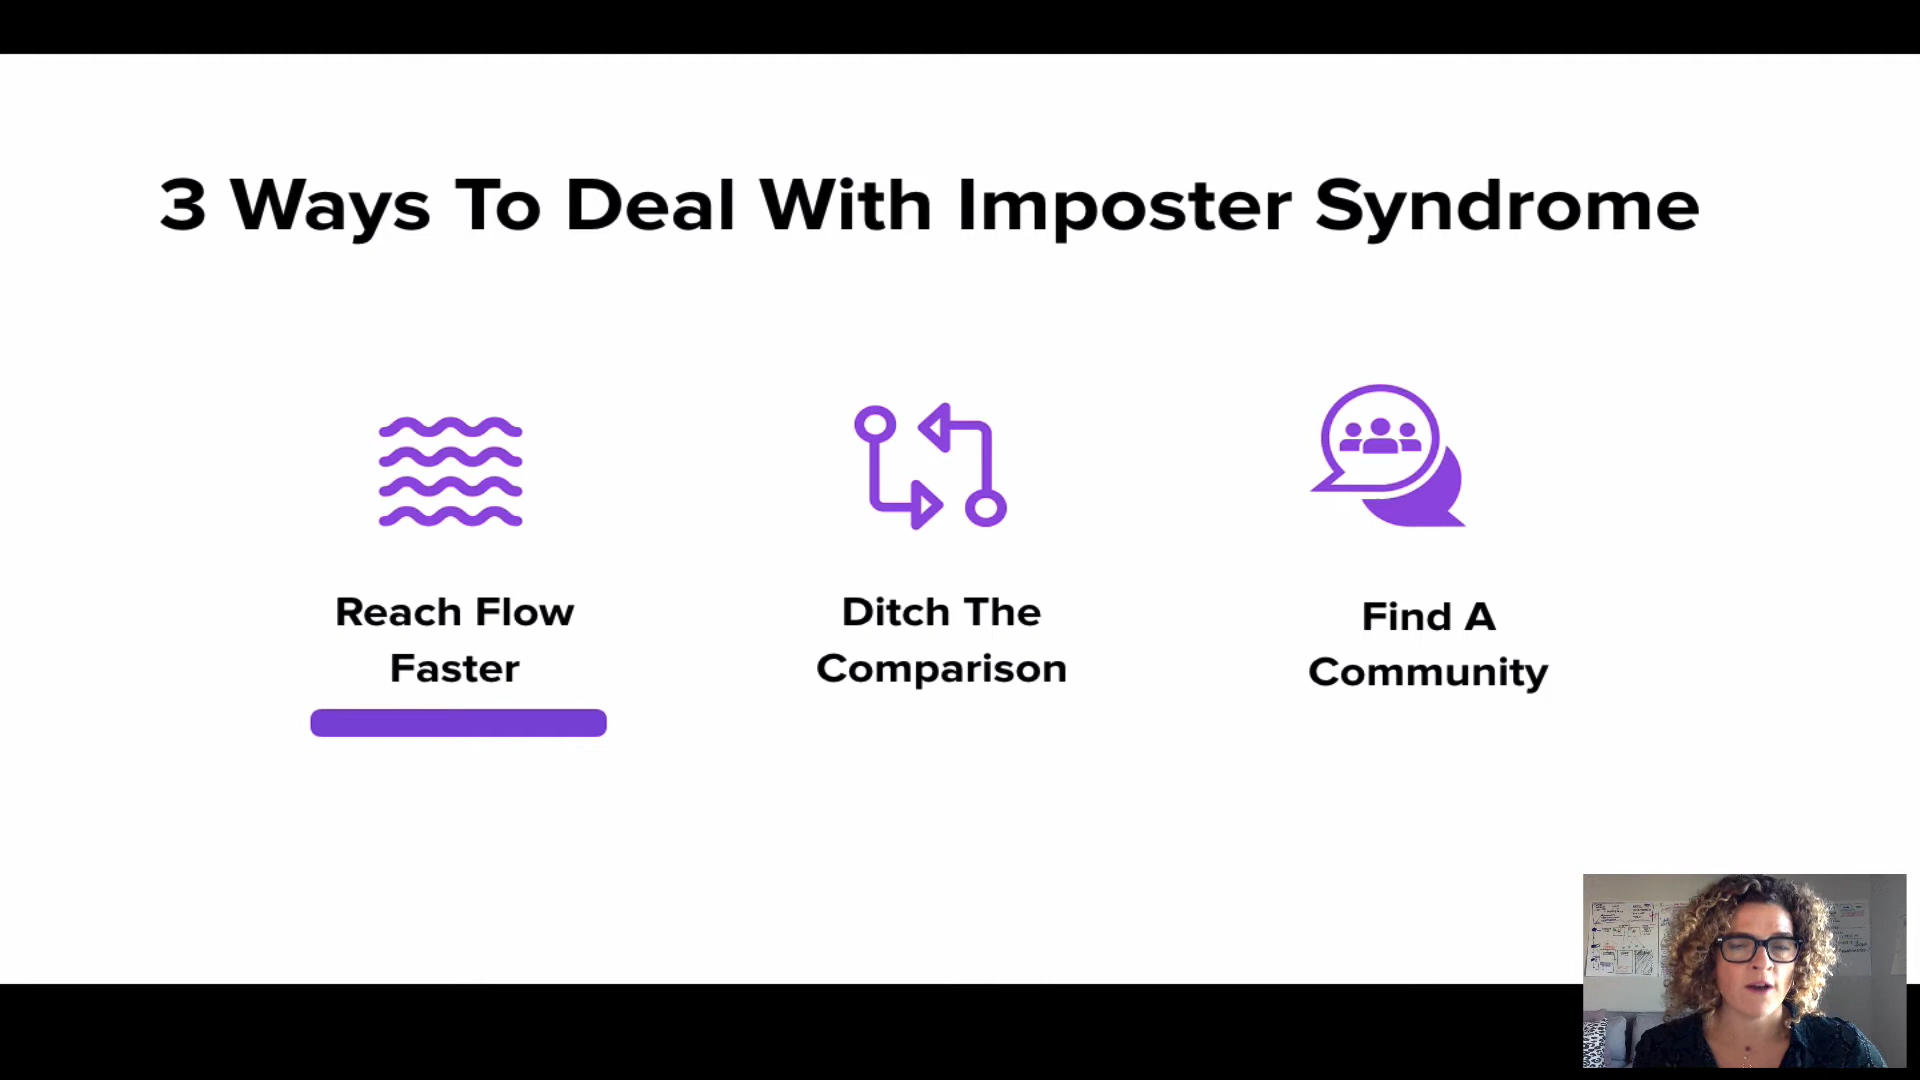 3 Ways To Deal With Imposter Syndrome
Reach Flow
Faster
Ditch The
Comparison
Find A
Community